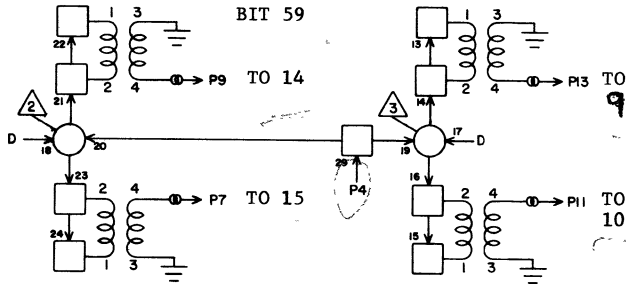 1 3 BIT 59 1 3
22 13
2 4 P9 TO 14 2 4 P13 TO
21 14 9
2 3
D 18 20 29 19 17 D
23 P4 16
2 4 P7 TO 15 2 4 P11 TO
10
24 1 3 15 1 3